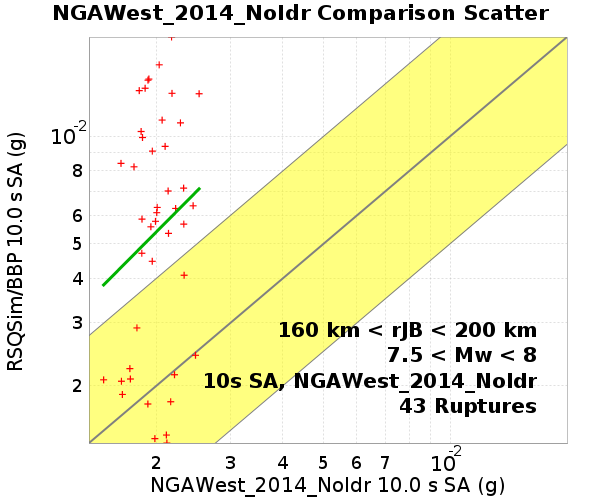 NGAWest_2014_NoIdr Comparison Scatter
RSQSim/BBP 10.0 s SA (g)
10-2
8
6
5
4
3
2
160 km < rJB < 200 km
7.5 < Mw < 8
10s SA, NGAWest_2014_NoIdr
43 Ruptures
2 3 4 5 6 7 10-2
NGAWest_2014_NoIdr 10.0 s SA (g)